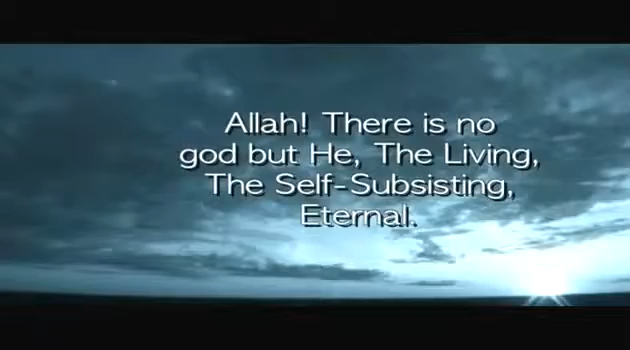 Allah! There is no
god but He, The Living,
The Self-Subsisting,
Eternal.